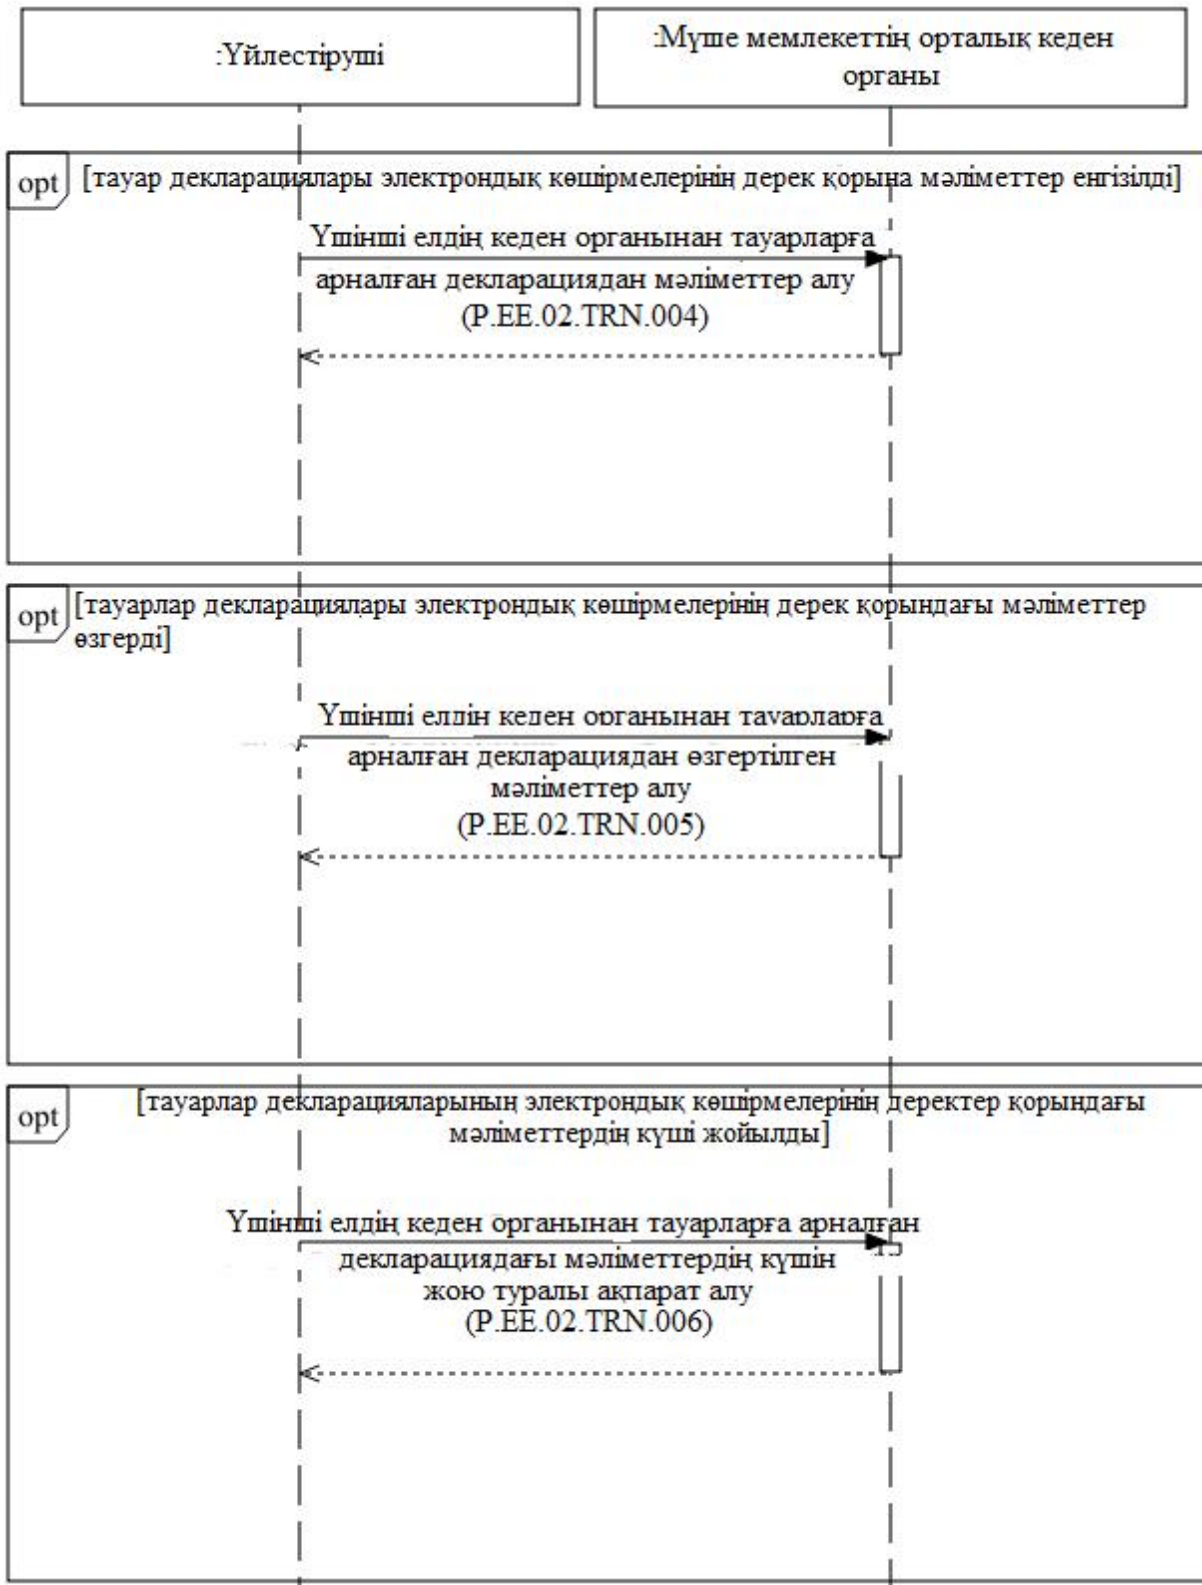 :Үйлестіруші
:Мүше мемлекеттің орталық кеден
органы
opt
[тауар декларациялары электрондық көшірмелерінің дерек қорына мәліметтер енгізілді]
Үшінші елдің кеден органынан тауарларға
арналған декларациядан мәліметтер алу
(P.EE.02.TRN.004)
opt
[тауарлар декларациялары электрондық көшірмелерінің дерек қорындағы мәліметтер
өзгерді]
Үшінші елдің кеден органынан тауарларға
арналған декларациядан өзгертілген
мәліметтер алу
(P.EE.02.TRN.005)
opt
[тауарлар декларацияларының электрондық көшірмелерінің деректер қорындағы
мәліметтердің күші жойылды]
Үшінші елдің кеден органынан тауарларға арналған
декларациядағы мәліметтердің күшін
жою туралы ақпарат алу
(P.EE.02.TRN.006)